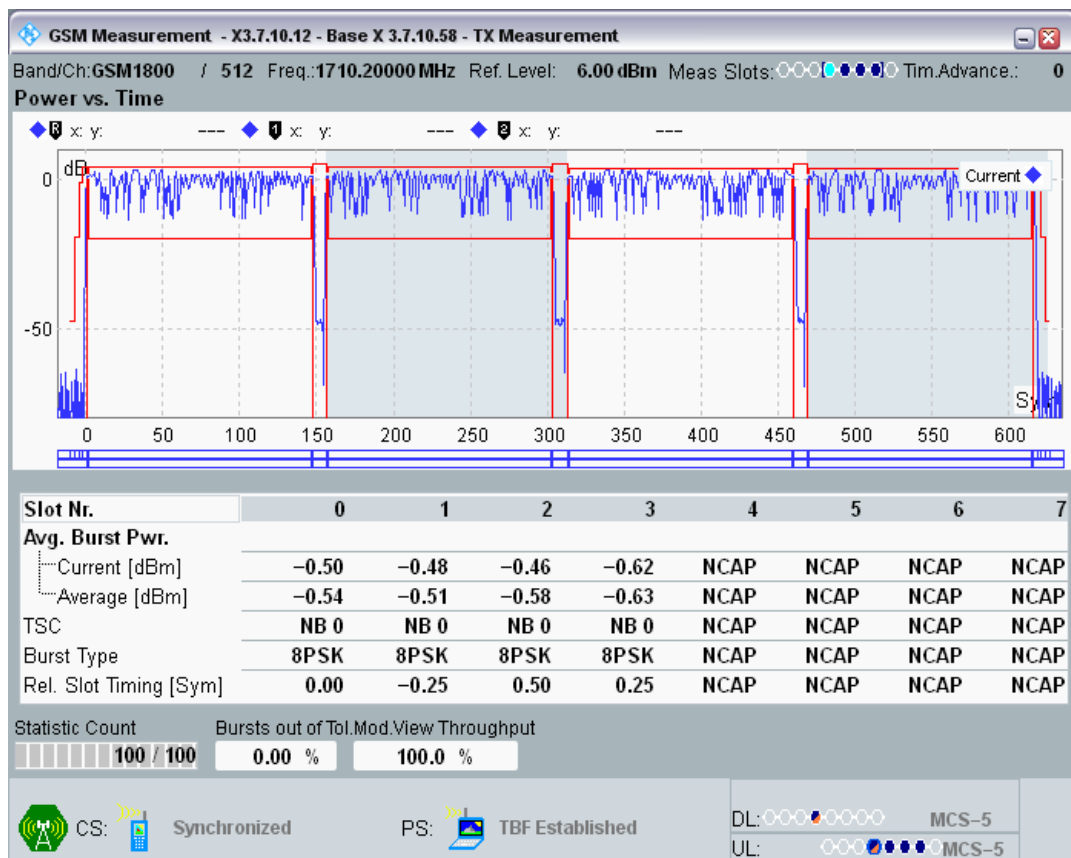 GSM Measurement - X3.7.10.12 - Base X 3.7.10.58 - TX Measurement
Band/Ch:GSM1800 / 512 Freq.:1710.20000 MHz Ref. Level: 6.00 dBm Meas Slots: Tim.Advance.: 0
Power vs. Time
R x: y: --- 1 x: y: --- 2 x: y: ---
dB
Current
0
-50
0 50 100 150 200 250 300 350 400 450 500 550 600
Slot Nr. 0 1 2 3 4 5 6 7
Avg. Burst Pwr.
Current [dBm] −0.50 −0.48 −0.46 −0.62 NCAP NCAP NCAP NCAP
Average [dBm] −0.54 −0.51 −0.58 −0.63 NCAP NCAP NCAP NCAP
TSC NB 0 NB 0 NB 0 NB 0 NCAP NCAP NCAP NCAP
Burst Type 8PSK 8PSK 8PSK 8PSK NCAP NCAP NCAP NCAP
Rel. Slot Timing [Sym] 0.00 −0.25 0.50 0.25 NCAP NCAP NCAP NCAP
Statistic Count Bursts out of Tol. Mod.View Throughput
100 / 100 0.00 % 100.0 %
CS: Synchronized PS: TBF Established
DL: MCS−5
UL: MCS−5